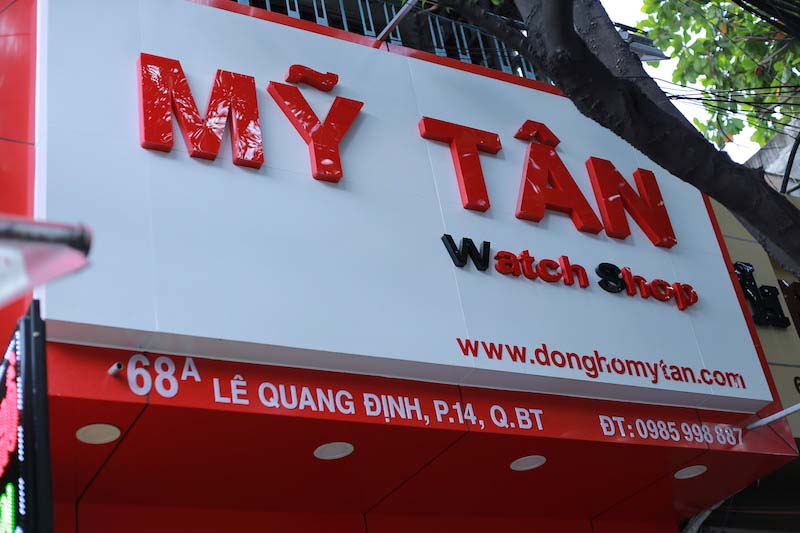 MỸ TÂN
Watch Shop
www.donghomytan.com
68A LÊ QUANG ĐỊNH, P.14, Q.BT ĐT: 0985 998 887